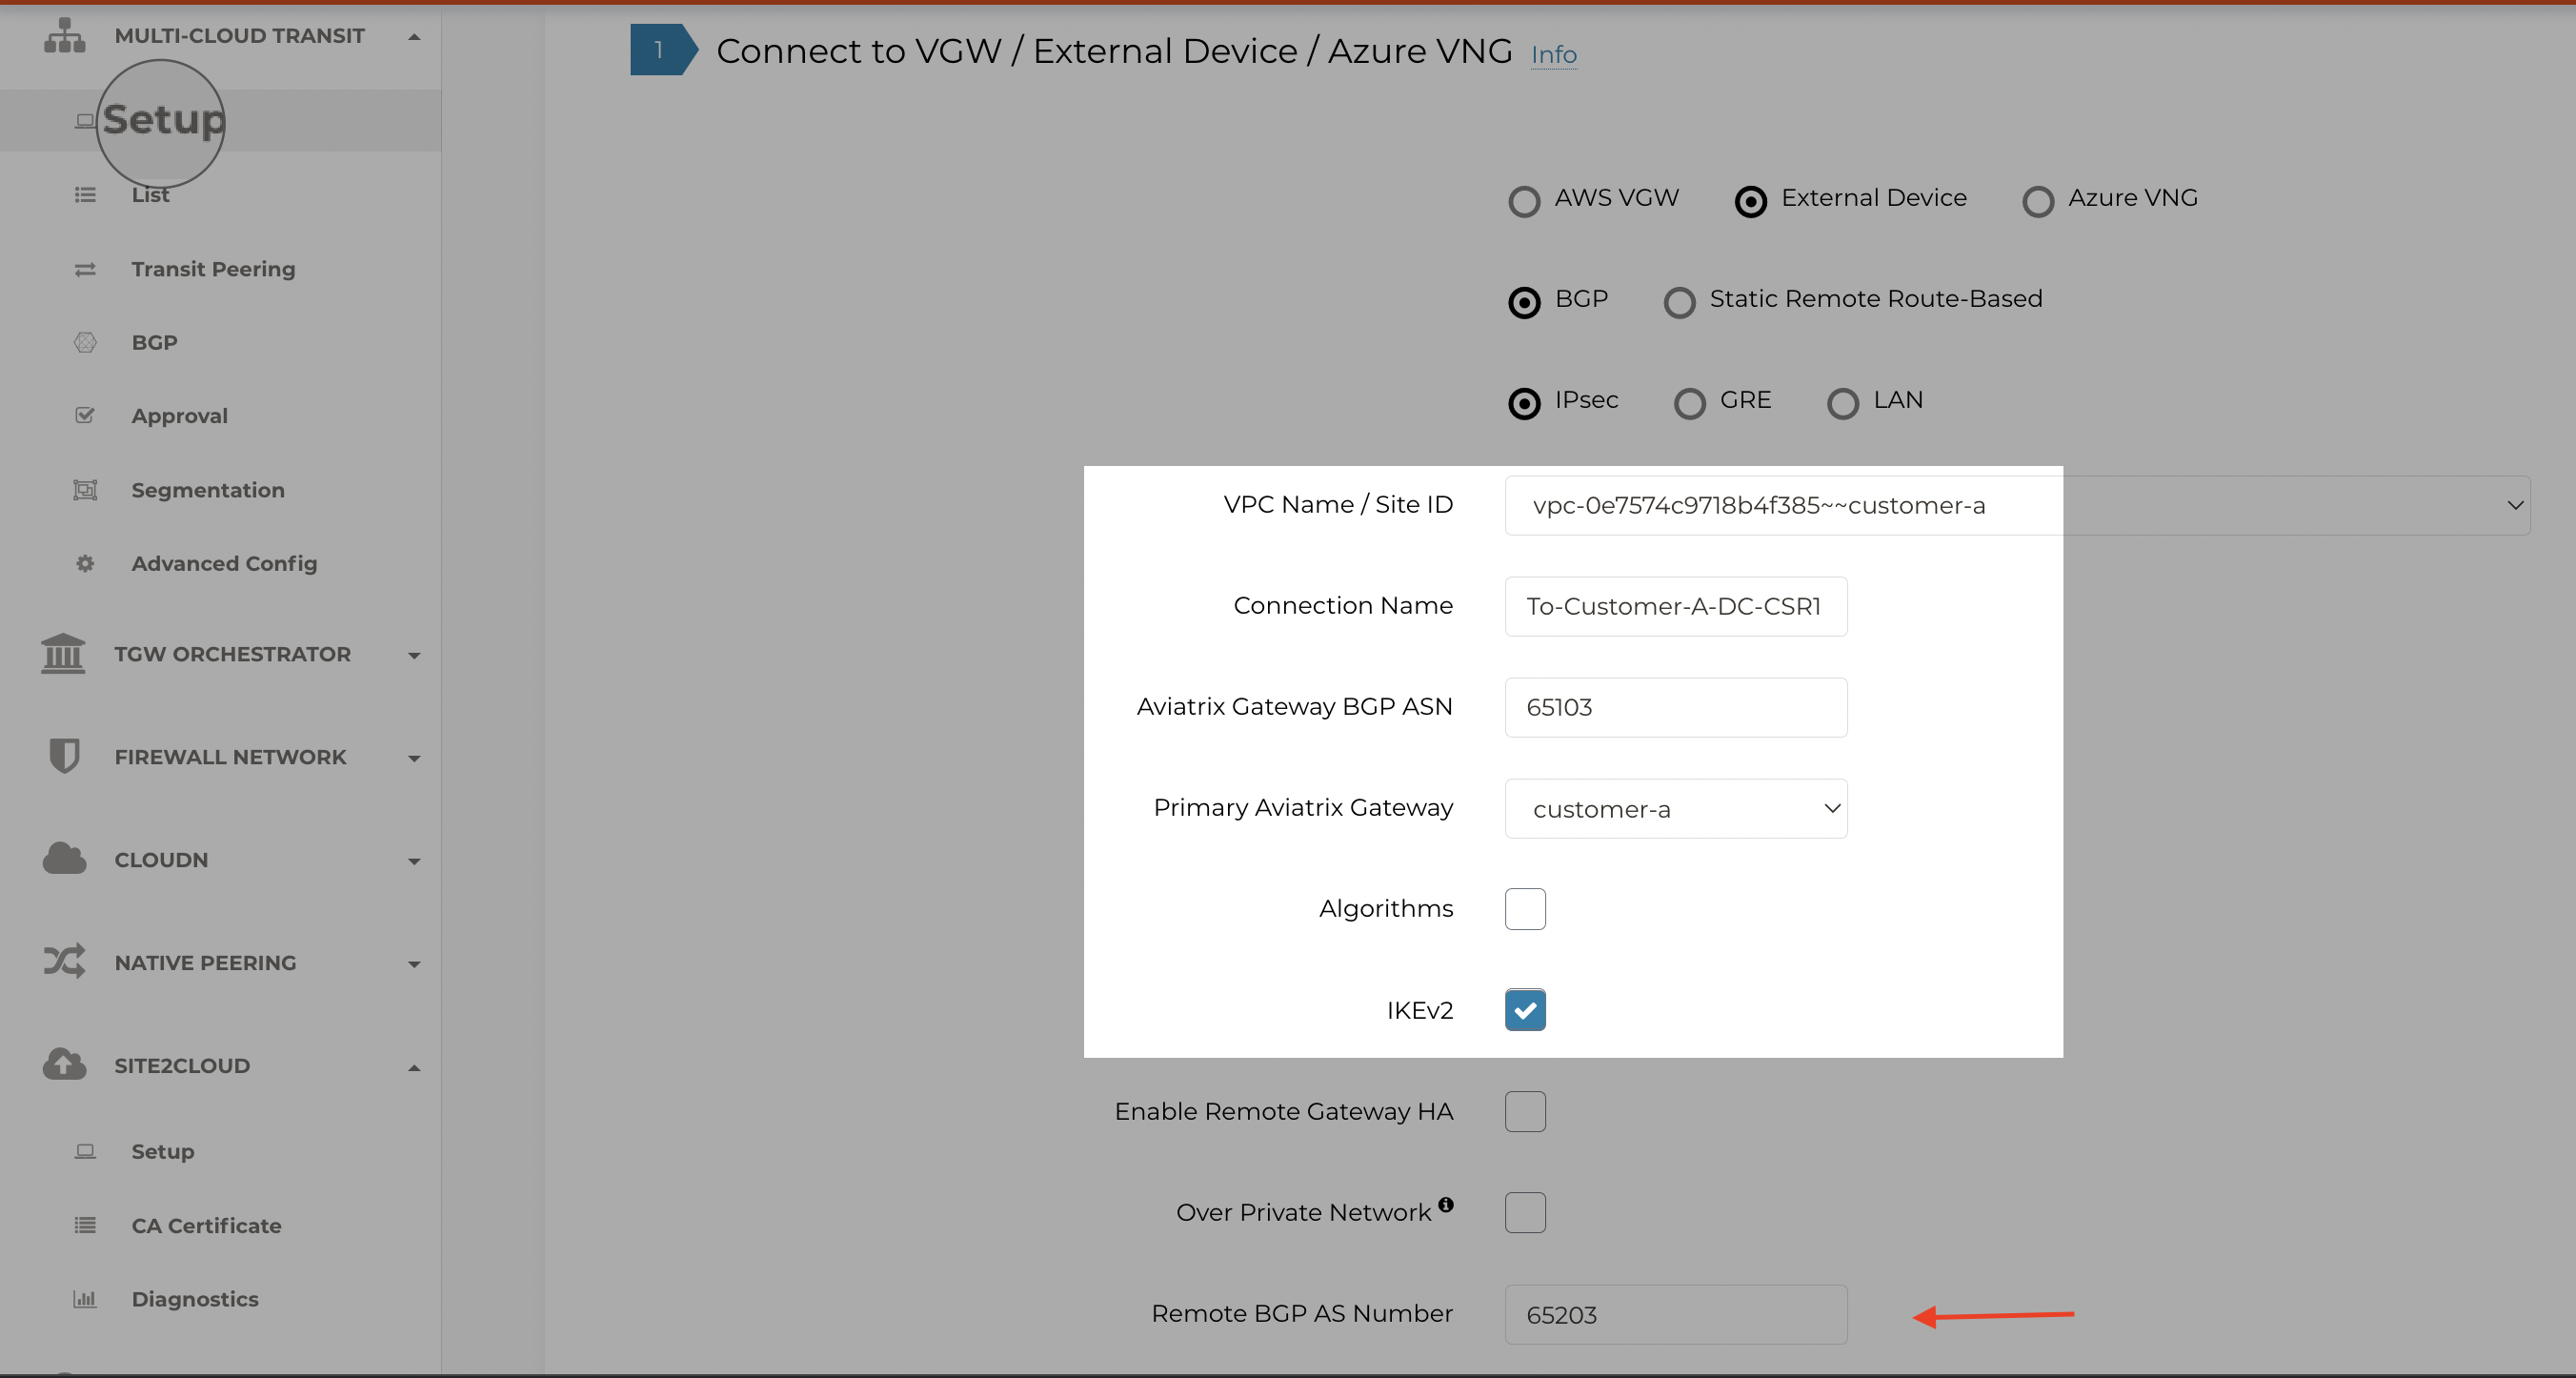 MULTI-CLOUD TRANSIT
Setup
List
Transit Peering
BGP
Approval
Segmentation
Advanced Config
TGW ORCHESTRATOR
FIREWALL NETWORK
CLOUDN
NATIVE PEERING
SITE2CLOUD
Setup
CA Certificate
Diagnostics
1 Connect to VGW / External Device / Azure VNG Info
AWS VGW External Device Azure VNG
BGP Static Remote Route-Based
IPsec GRE LAN
VPC Name / Site ID vpc-0e7574c9718b4f385~~customer-a
Connection Name To-Customer-A-DC-CSR1
Aviatrix Gateway BGP ASN 65103
Primary Aviatrix Gateway customer-a
Algorithms
IKEv2
Enable Remote Gateway HA
Over Private Network
Remote BGP AS Number 65203